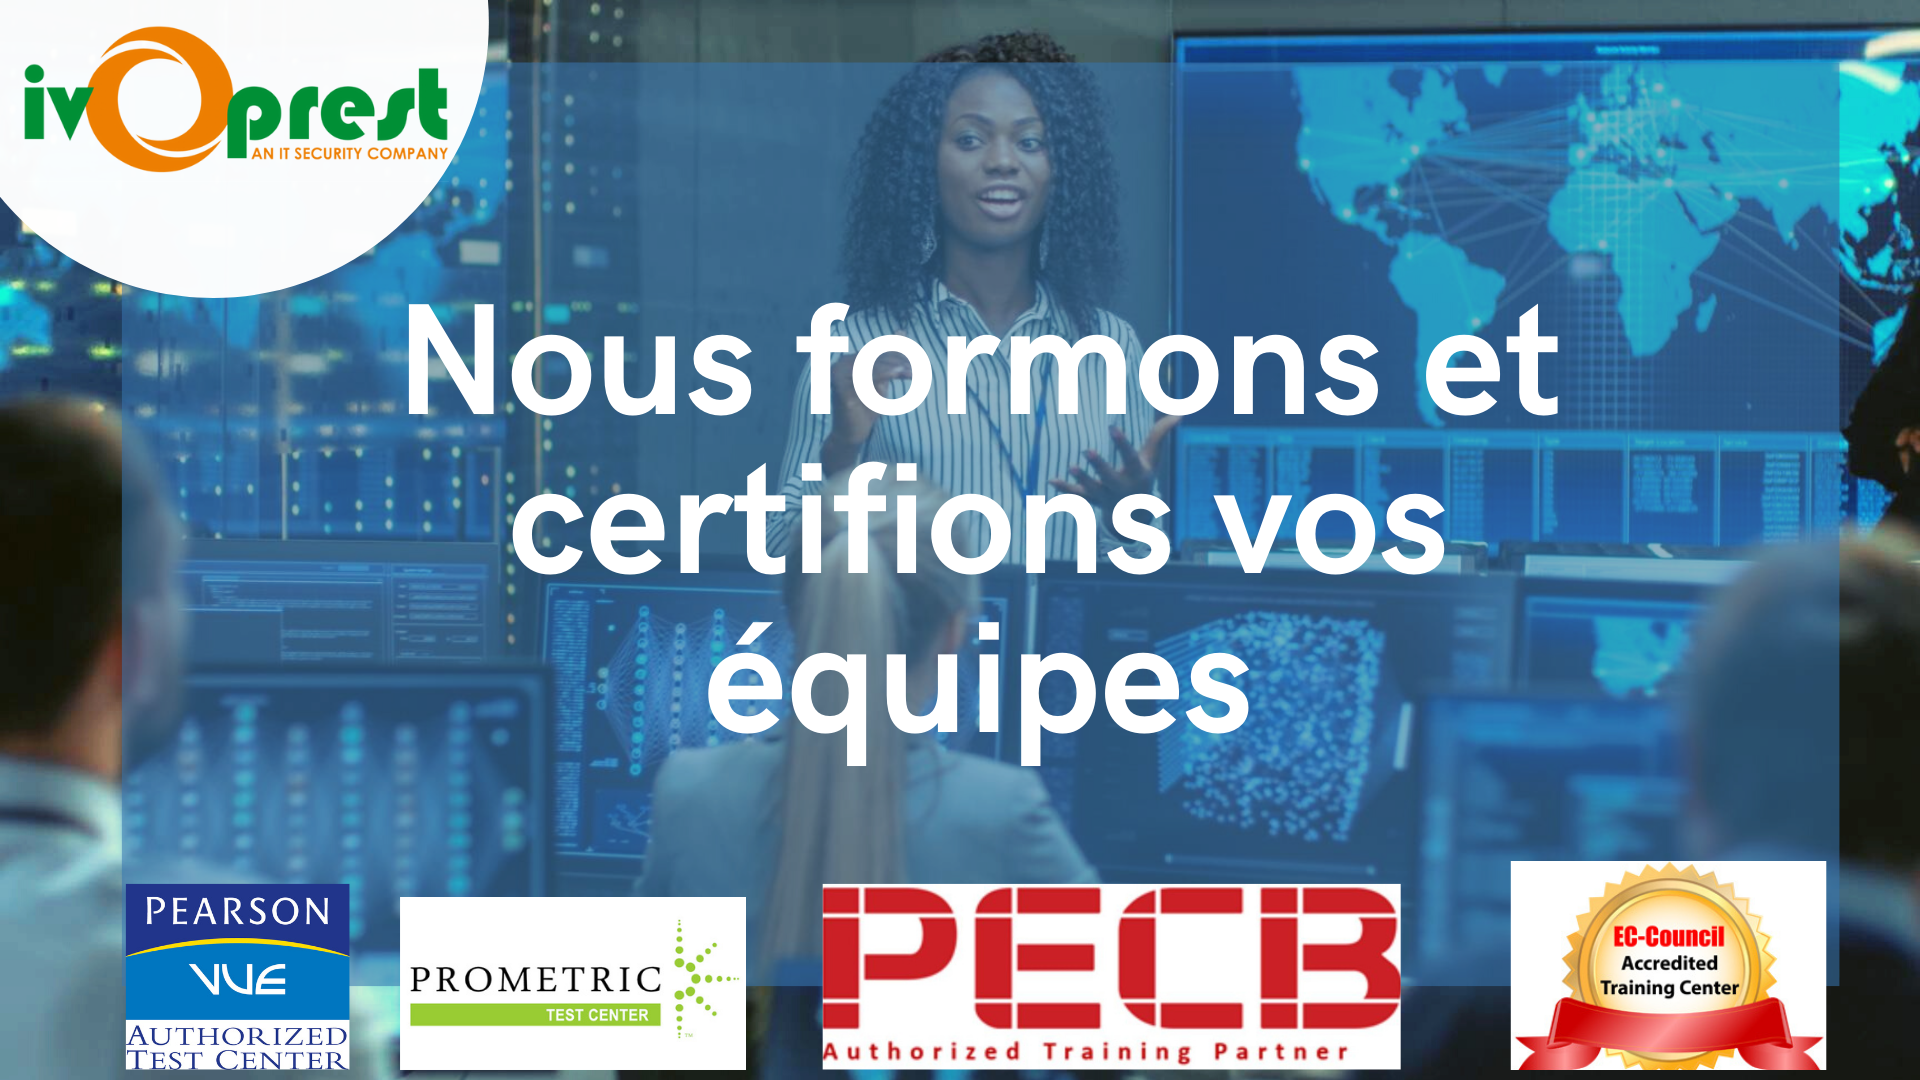 ivOprest
AN IT SECURITY COMPANY
Nous formons et
certifions vos
équipes
PEARSON
VUE
AUTHORIZED
TEST CENTER
PROMETRIC
TEST CENTER
TM
PECB
Authorized Training Partner
EC-Council
Accredited
Training Center